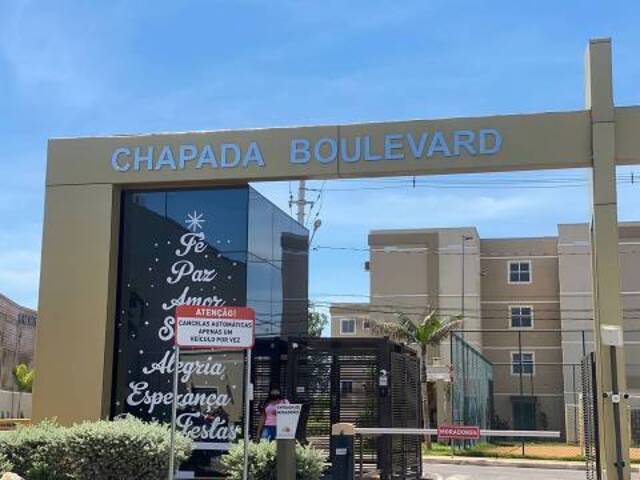 CHAPADA BOULEVARD
Fé
Paz
Amor
Alegria
Esperança
Festas
ATENÇÃO!
CANCELAS AUTOMÁTICAS
APENAS UM
VEÍCULO POR VEZ
MORADORES